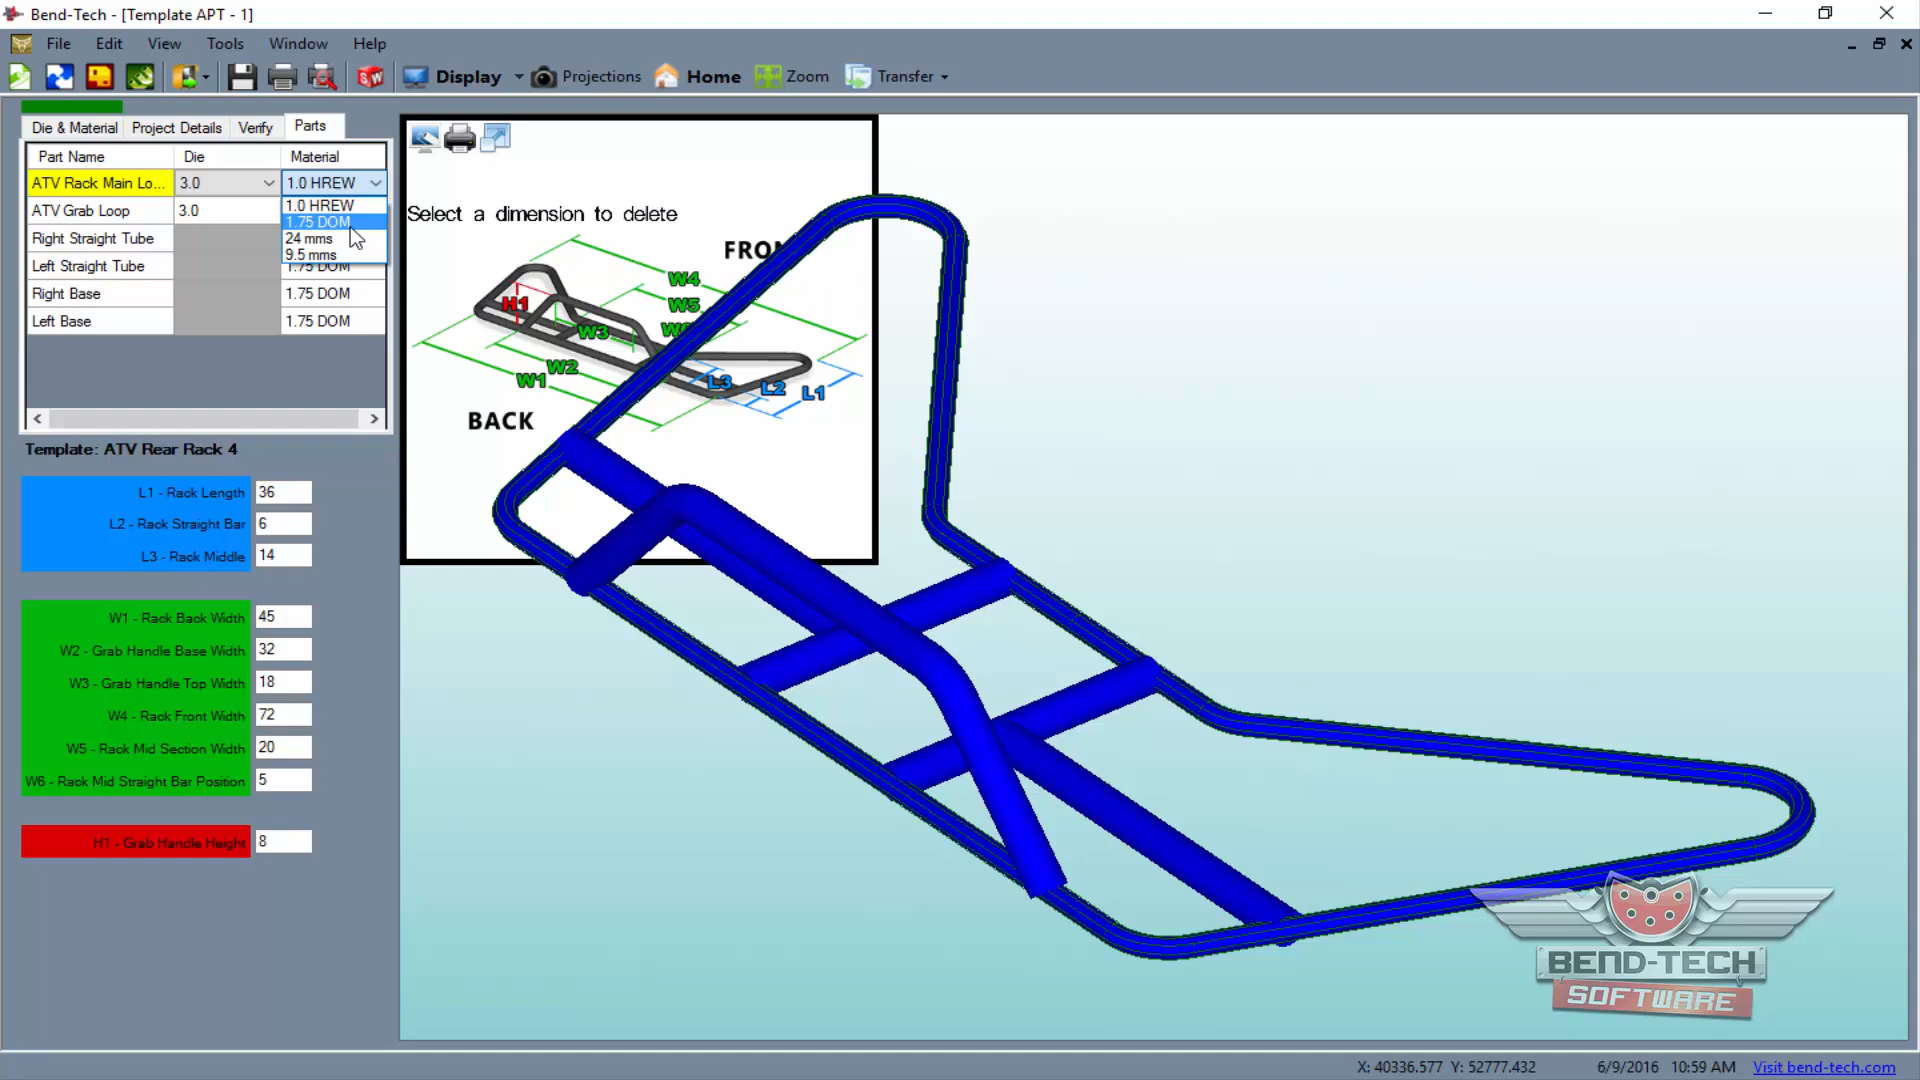 Bend-Tech - [Template APT - 1]
File Edit View Tools Window Help
SW Display Projections Home Zoom Transfer
Die & Material Project Details Verify Parts
Part Name Die Material
ATV Rack Main Lo... 3.0 1.0 HREW
1.0 HREW
ATV Grab Loop 3.0
1.75 DOM
Right Straight Tube
24 mms
9.5 mms
Left Straight Tube 1.75 DOM
Right Base 1.75 DOM
Left Base 1.75 DOM
Template: ATV Rear Rack 4
L1 - Rack Length 36
L2 - Rack Straight Bar 6
L3 - Rack Middle 14
W1 - Rack Back Width 45
W2 - Grab Handle Base Width 32
W3 - Grab Handle Top Width 18
W4 - Rack Front Width 72
W5 - Rack Mid Section Width 20
W6 - Rack Mid Straight Bar Position 5
H1 - Grab Handle Height 8
Select a dimension to delete
W4
H1
W5
W3
W2
W1
L3
L2
L1
BACK
BEND-TECH
SOFTWARE
X: 40336.577 Y: 52777.432 6/9/2016 10:59 AM Visit bend-tech.com